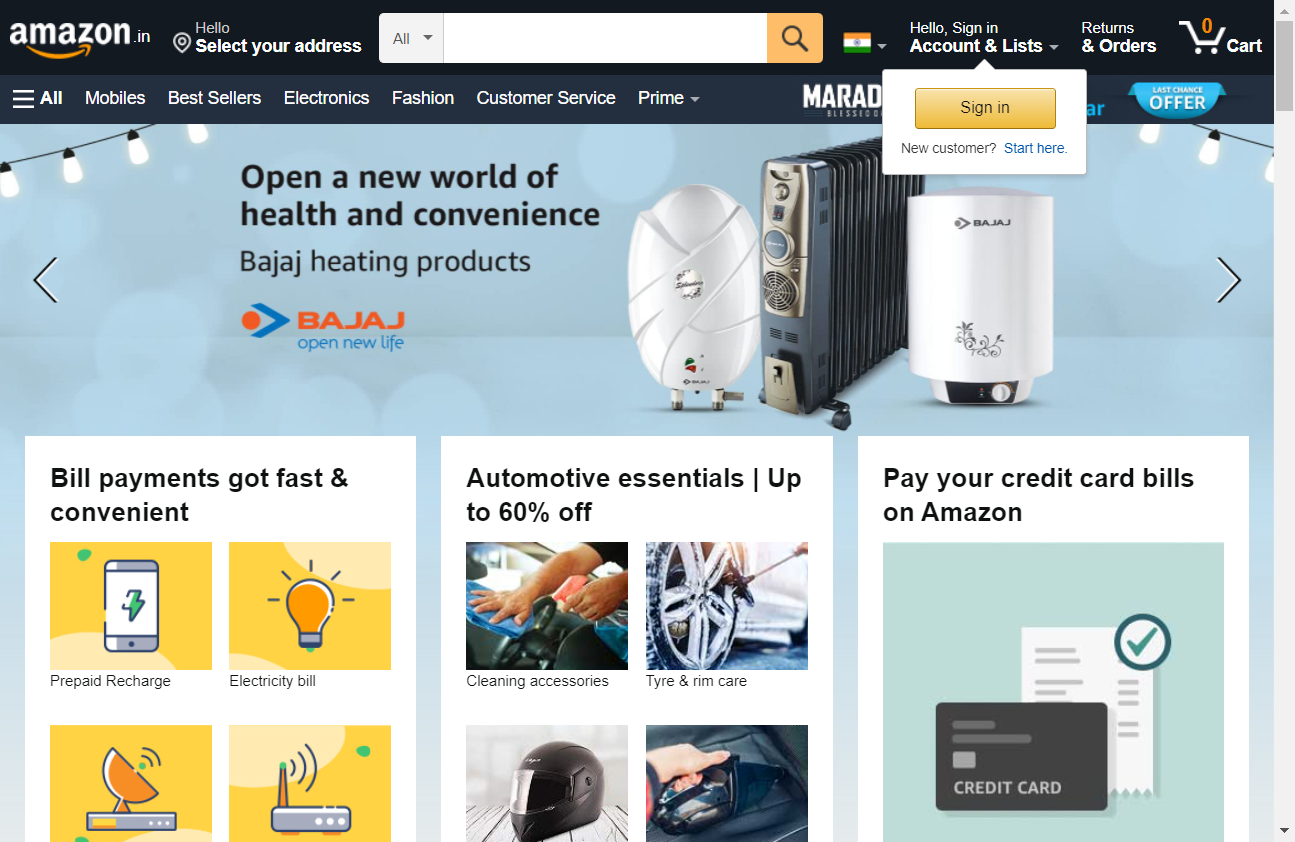 amazon.in
Hello
Select your address
All
Hello, Sign in
Account & Lists
Returns
& Orders
0
Cart
All
Mobiles
Best Sellers
Electronics
Fashion
Customer Service
Prime
MARAD
LAST CHANCE
OFFER
Sign in
New customer? Start here.
Open a new world of
health and convenience
Bajaj heating products
BAJAJ
open new life
Splendora
BAJAJ
BAJAJ
Bill payments got fast &
convenient
Prepaid Recharge
Electricity bill
Automotive essentials | Up
to 60% off
Cleaning accessories
Tyre & rim care
Pay your credit card bills
on Amazon
CREDIT CARD